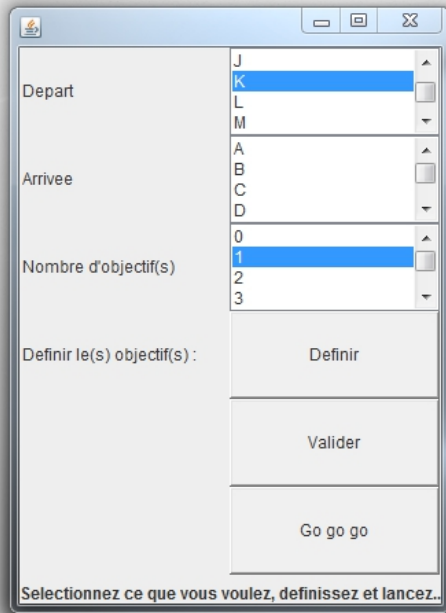 Depart
J
K
L
M
Arrivee
A
B
C
D
Nombre d'objectif(s)
0
1
2
3
Definir le(s) objectif(s) :
Definir
Valider
Go go go
Selectionnez ce que vous voulez, definissez et lancez..